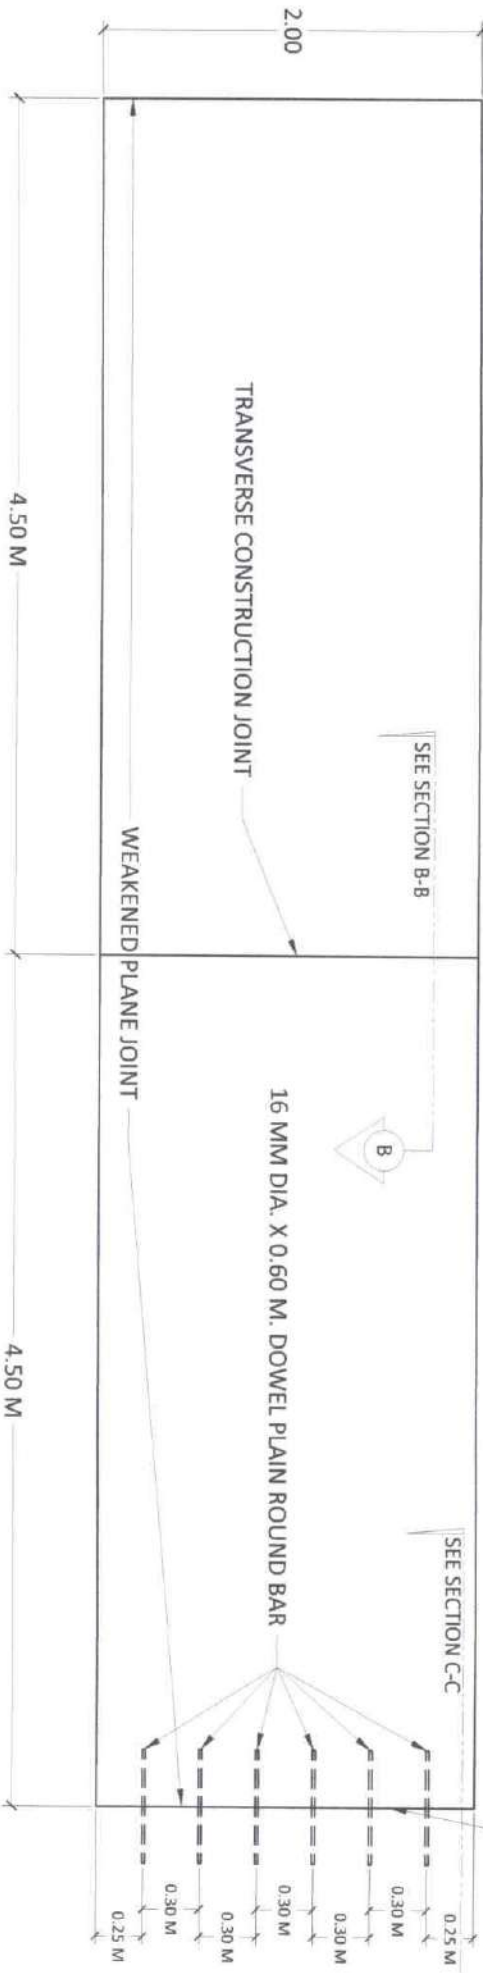 2.00
TRANSVERSE CONSTRUCTION JOINT
SEE SECTION B-B
4.50 M
WEAKENED PLANE JOINT
B
16 MM DIA. X 0.60 M. DOWEL PLAIN ROUND BAR
SEE SECTION C-C
4.50 M
0.25 M
0.30 M
0.30 M
0.30 M
0.30 M
0.30 M
0.25 M